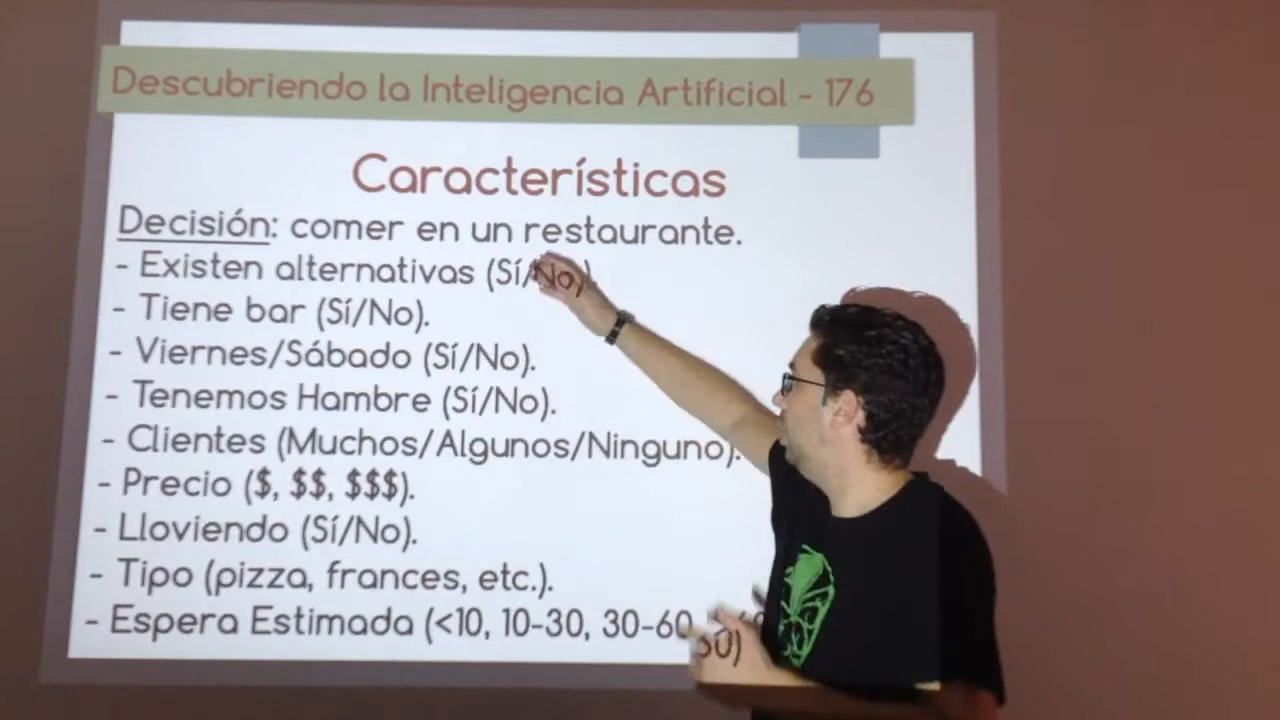 Descubriendo la Inteligencia Artificial - 176
Características
Decisión: comer en un restaurante.
- Existen alternativas (Sí/No)
- Tiene bar (Sí/No).
- Viernes/Sábado (Sí/No).
- Tenemos Hambre (Sí/No).
- Clientes (Muchos/Algunos/Ninguno).
- Precio ($, $$, $$$).
- Lloviendo (Sí/No).
- Tipo (pizza, frances, etc.).
- Espera Estimada (<10, 10-30, 30-60,